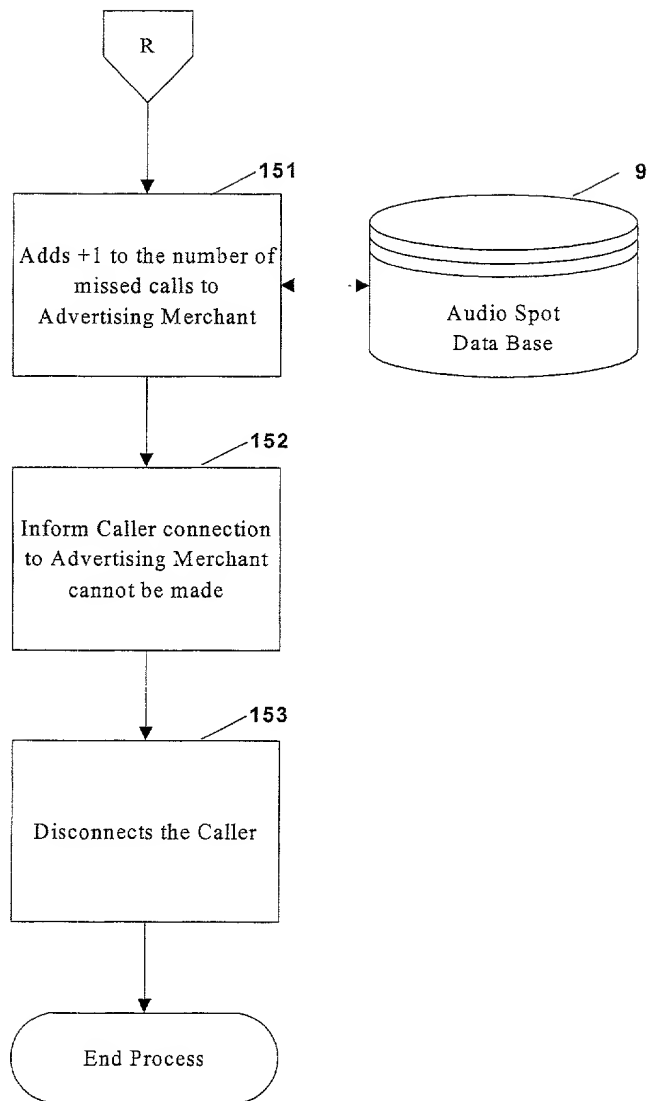 R
151
9
Adds +1 to the number of
missed calls to
Advertising Merchant
Audio Spot
Data Base
152
Inform Caller connection
to Advertising Merchant
cannot be made
153
Disconnects the Caller
End Process